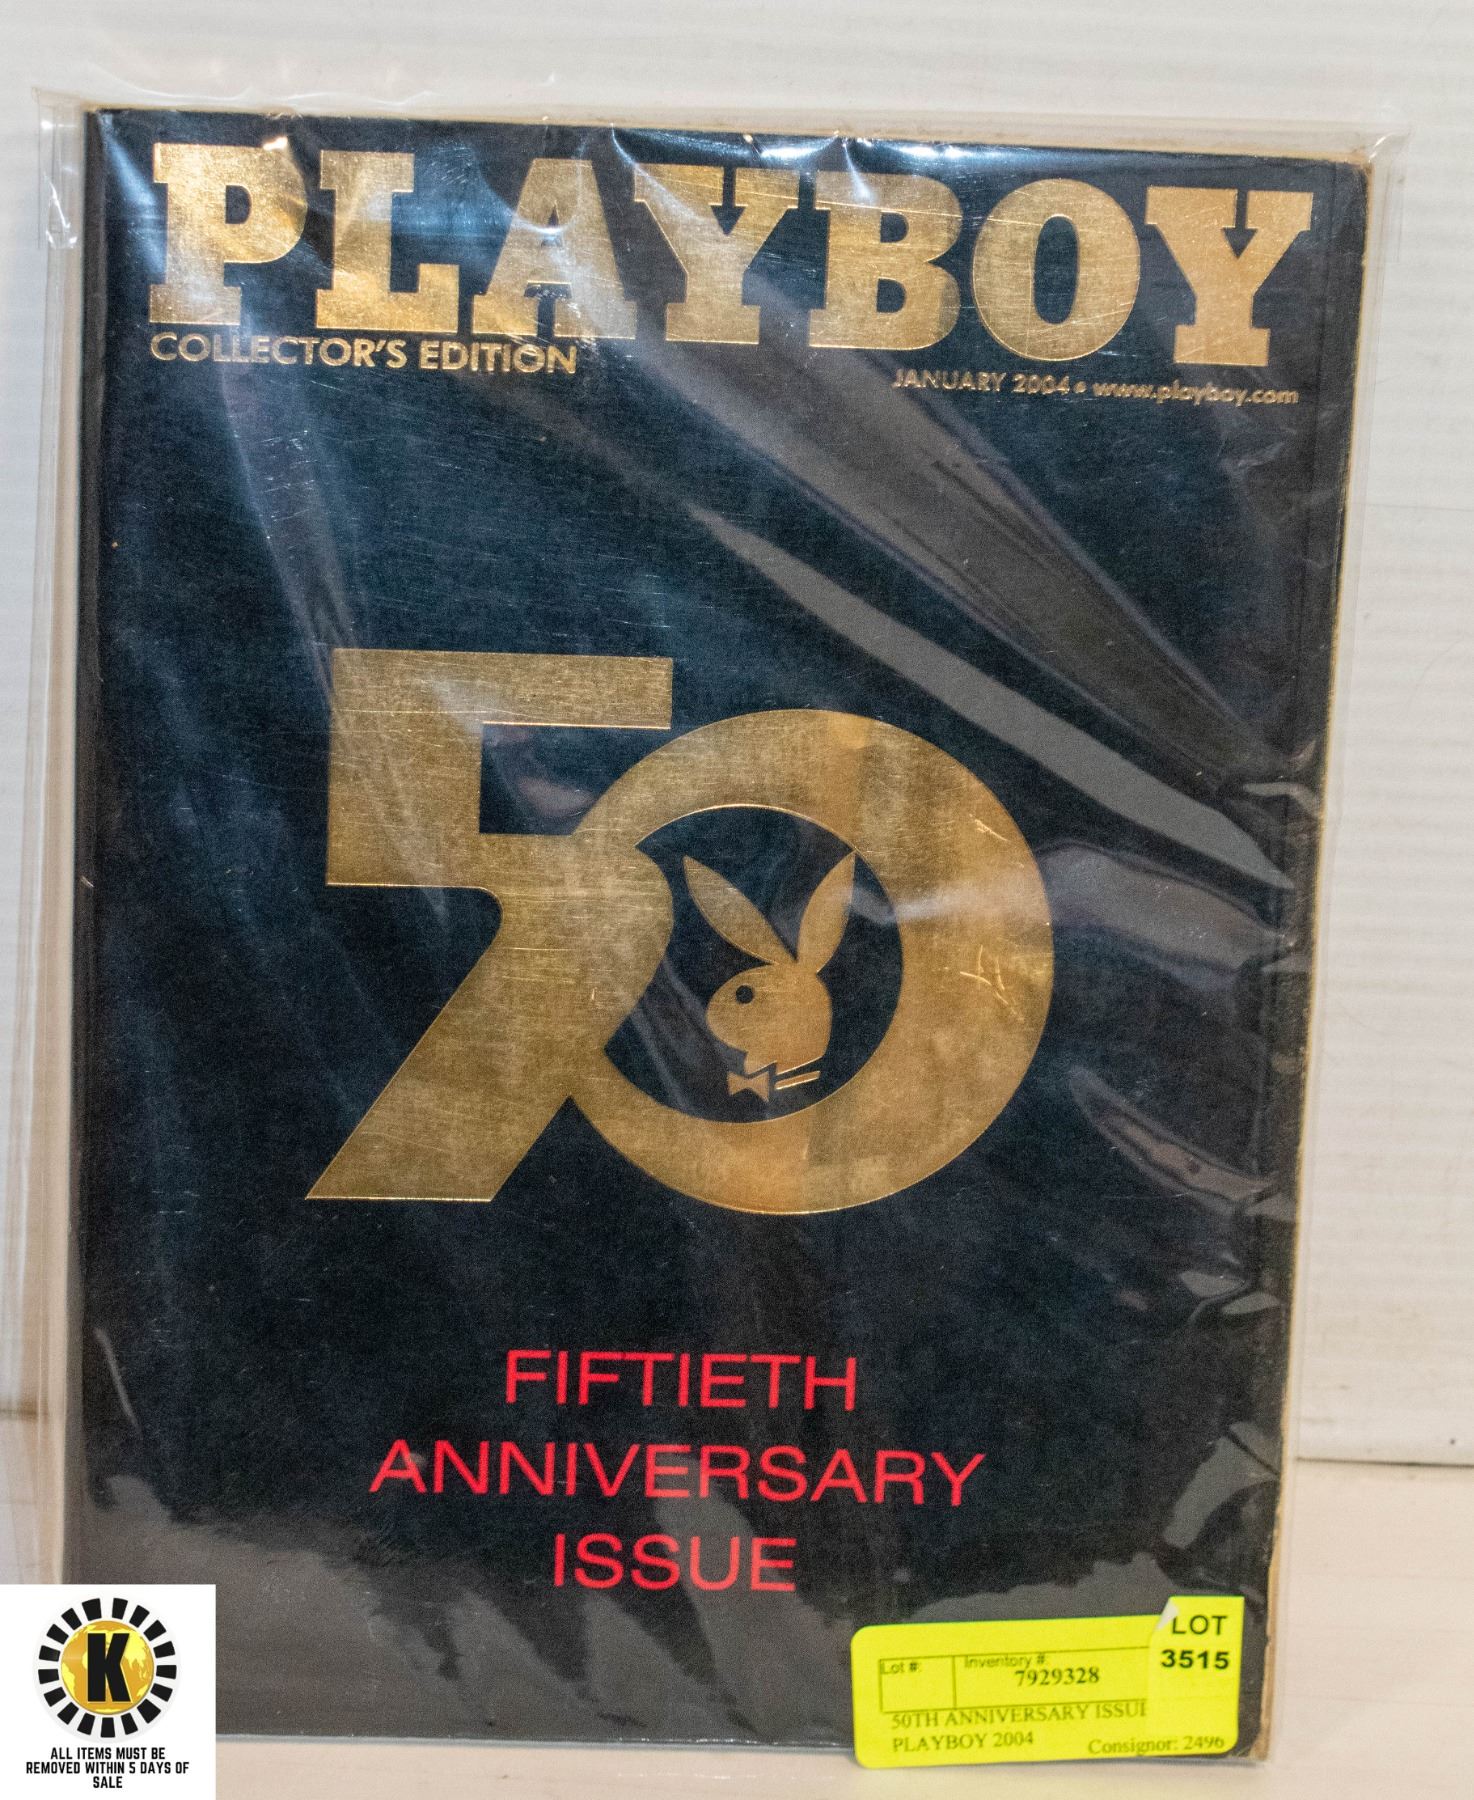 PLAYBOY
COLLECTOR'S EDITION
JANUARY 2004 • www.playboy.com
50
FIFTIETH
ANNIVERSARY
ISSUE
LOT
3515
Lot #:
Inventory #:
7929328
50TH ANNIVERSARY ISSUE
PLAYBOY 2004
Consignor: 2496
K
ALL ITEMS MUST BE
REMOVED WITHIN 5 DAYS OF
SALE